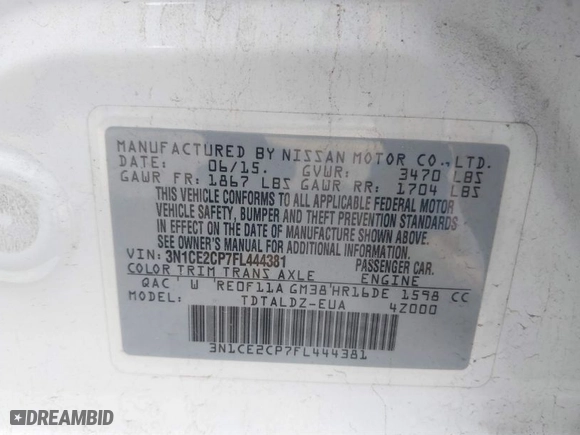 MANUFACTURED BY NISSAN MOTOR CO., LTD.
DATE: 06/15. GVWR: 3470 LBS
GAWR FR: 1867 LBS GAWR RR: 1704 LBS
THIS VEHICLE CONFORMS TO ALL APPLICABLE FEDERAL MOTOR
VEHICLE SAFETY, BUMPER AND THEFT PREVENTION STANDARDS
IN EFFECT ON THE DATE OF MANUFACTURE SHOWN ABOVE.
SEE OWNER'S MANUAL FOR ADDITIONAL INFORMATION.
VIN: 3N1CE2CP7FL444381 PASSENGER CAR.
COLOR TRIM TRANS AXLE ENGINE
QAC' W 'RE0F11A GM38'HR16DE 1598 CC
MODEL: TDTALDZ-EUA 4Z000
3N1CE2CP7FL444381
DREAMBID